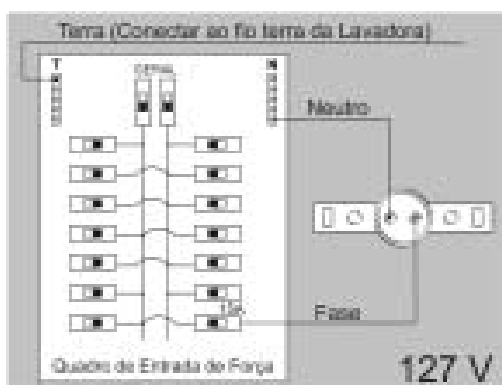 Terra (Conectar ao fio terra da Lavadora)
T
N
Neutro
Fase
Quadro de Entrada de Força
127 V